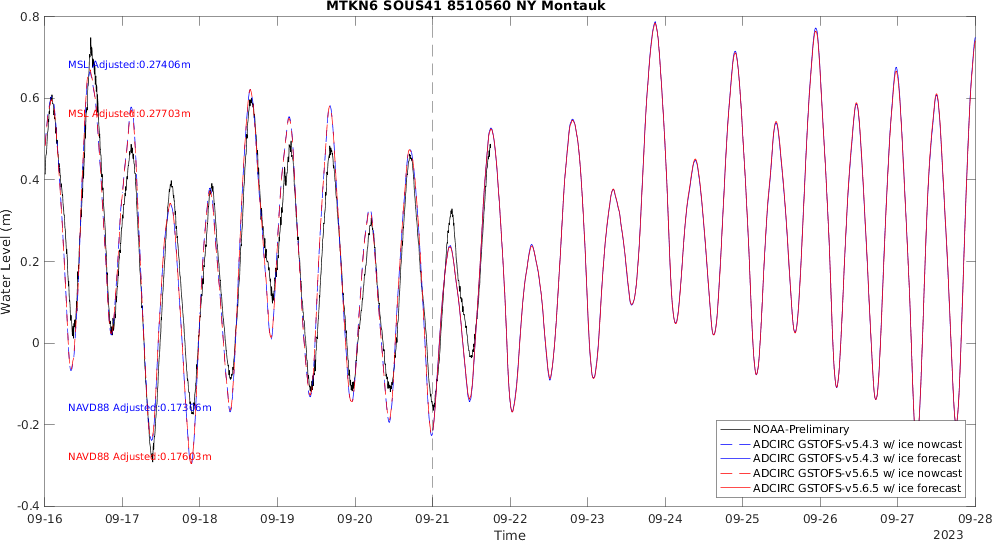 MTKN6 SOUS41 8510560 NY Montauk
0.8
0.6
0.4
0.2
0
-0.2
-0.4
Water Level (m)
MSL Adjusted:0.27406m
MSL Adjusted:0.27703m
NAVD88 Adjusted:0.17306m
NAVD88 Adjusted:0.17603m
NOAA-Preliminary
ADCIRC GSTOFS-v5.4.3 w/ ice nowcast
ADCIRC GSTOFS-v5.4.3 w/ ice forecast
ADCIRC GSTOFS-v5.6.5 w/ ice nowcast
ADCIRC GSTOFS-v5.6.5 w/ ice forecast
09-16 09-17 09-18 09-19 09-20 09-21 09-22 09-23 09-24 09-25 09-26 09-27 09-28
Time
2023